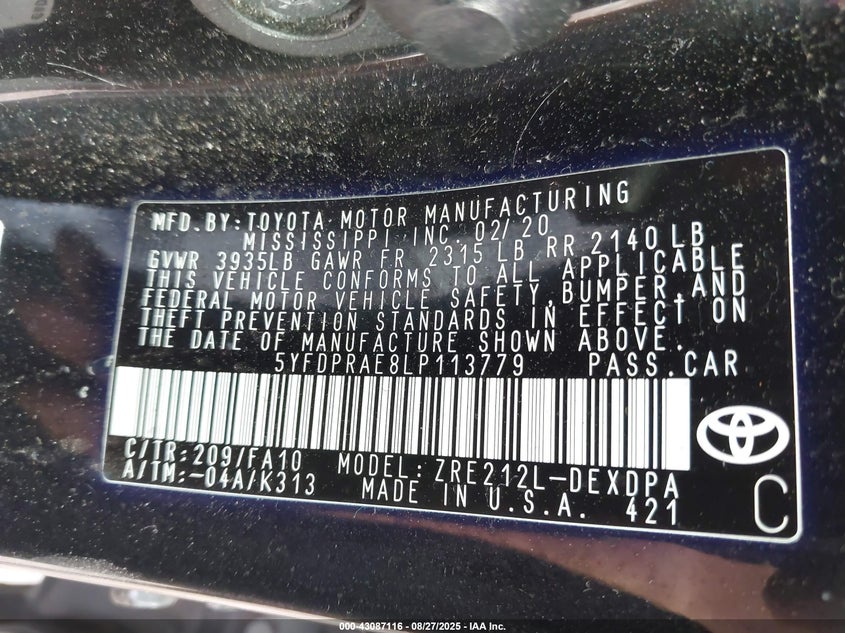 MFD. BY: TOYOTA MOTOR MANUFACTURING
MISSISSIPPI INC. 02/20
GVWR 3935LB GAWR FR 2315 LB RR 2140 LB
THIS VEHICLE CONFORMS TO ALL APPLICABLE
FEDERAL MOTOR VEHICLE SAFETY, BUMPER, AND
THEFT PREVENTION STANDARDS IN EFFECT ON
THE DATE OF MANUFACTURE SHOWN ABOVE.
5YFDPRAE8LP113779 PASS. CAR
C/TR: 209/FA10 MODEL: ZRE212L-DEXDPA
A/TM: -04A/K313 MADE IN U.S.A. 421
C
000-43087116 - 08/27/2025 - IAA Inc.